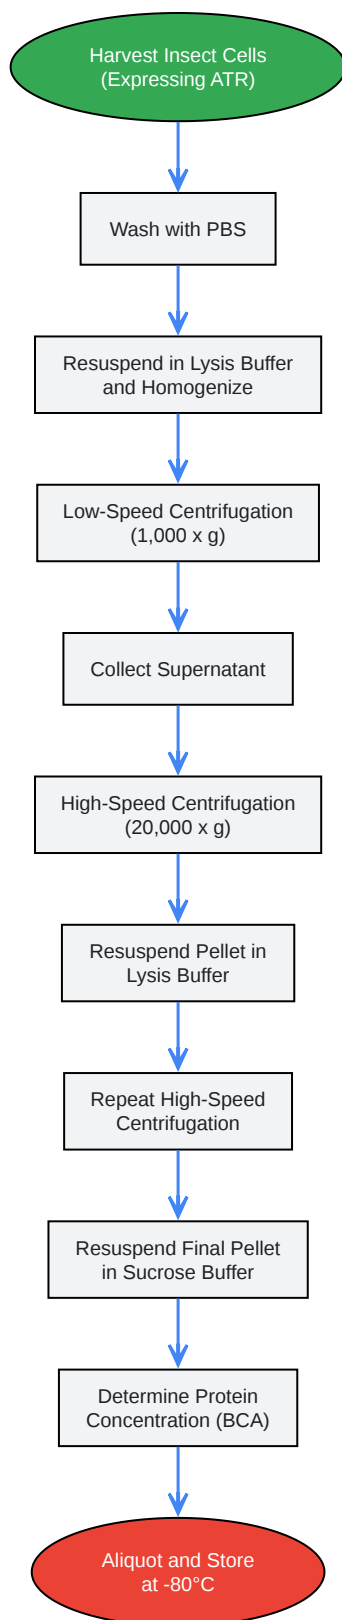 Harvest Insect Cells
(Expressing ATR)
Wash with PBS
Resuspend in Lysis Buffer
and Homogenize
Low-Speed Centrifugation
(1,000 x g)
Collect Supernatant
High-Speed Centrifugation
(20,000 x g)
Resuspend Pellet in
Lysis Buffer
Repeat High-Speed
Centrifugation
Resuspend Final Pellet
in Sucrose Buffer
Determine Protein
Concentration (BCA)
Aliquot and Store
at -80°C